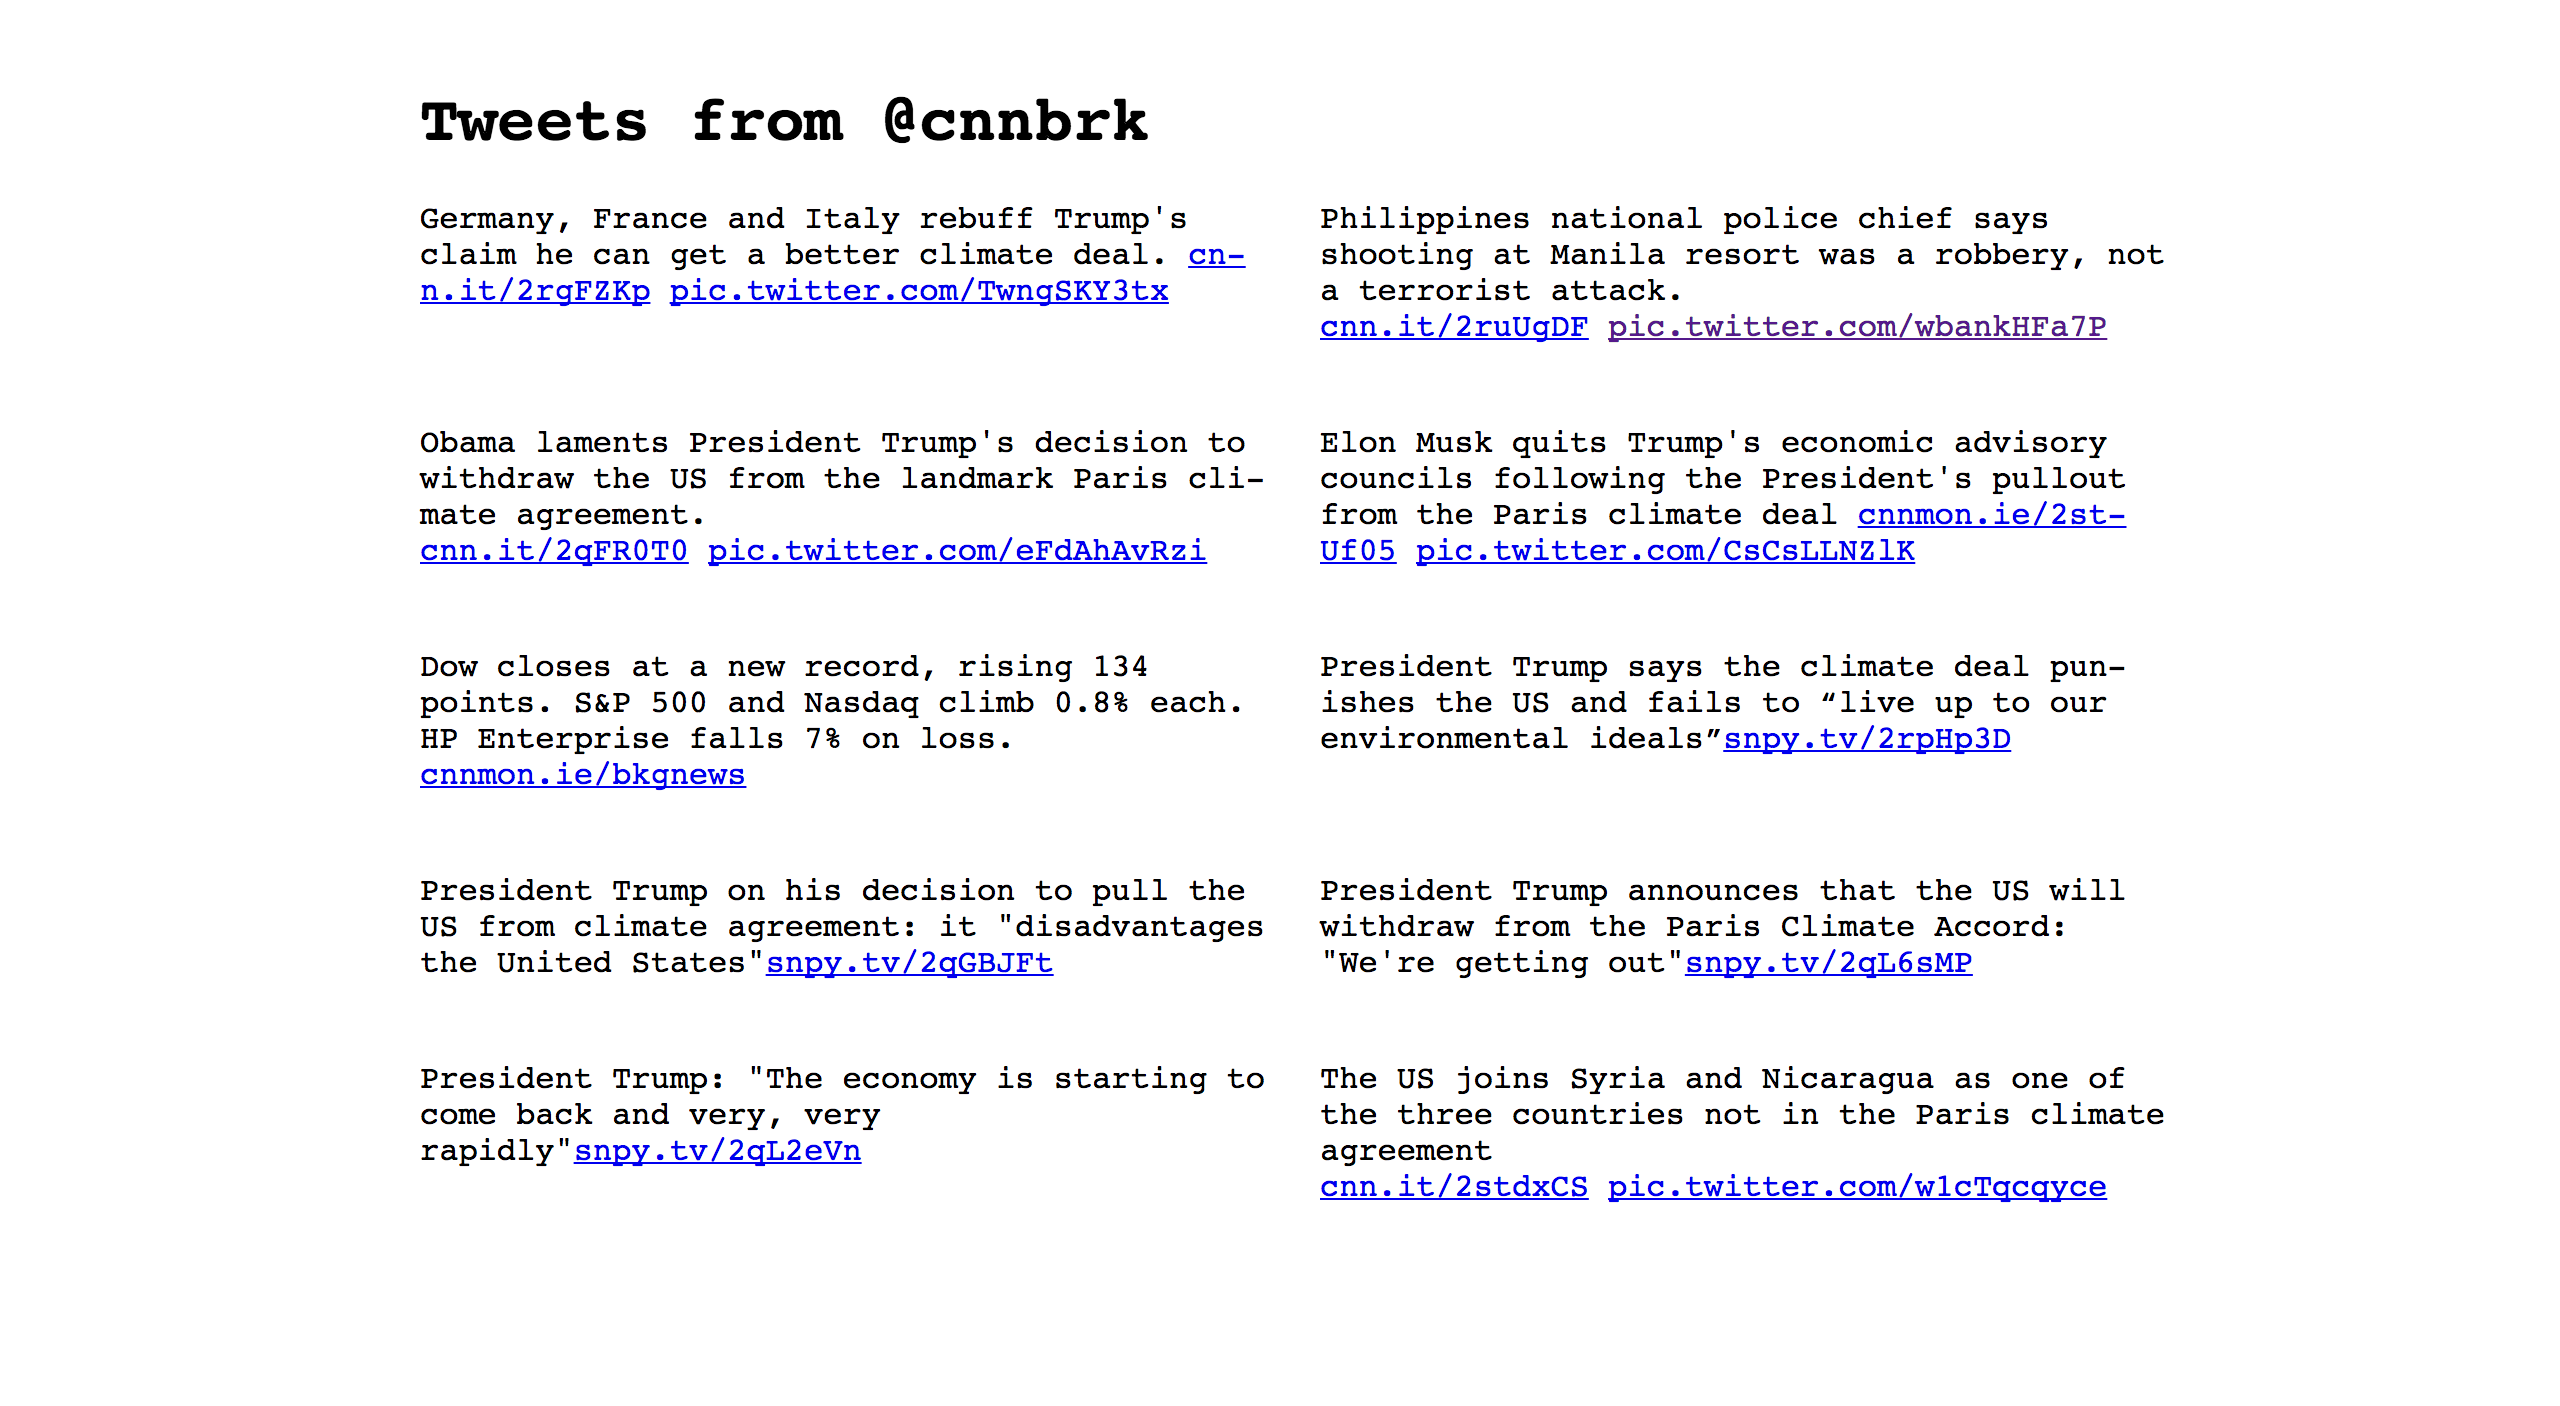 Tweets from @cnnbrk
Germany, France and Italy rebuff Trump's
claim he can get a better climate deal. cn-
n.it/2rgFZKp pic.twitter.com/TwngSKY3tx
Philippines national police chief says
shooting at Manila resort was a robbery, not
a terrorist attack.
cnn.it/2ruUgDF pic.twitter.com/wbankHFa7P
Obama laments President Trump's decision to
withdraw the US from the landmark Paris cli-
mate agreement.
cnn.it/2qFR0T0 pic.twitter.com/eFdAhAvRzi
Elon Musk quits Trump's economic advisory
councils following the President's pullout
from the Paris climate deal cnnmon.ie/2st-
Uf05 pic.twitter.com/CsCsLLNZlK
Dow closes at a new record, rising 134
points. S&P 500 and Nasdaq climb 0.8% each.
HP Enterprise falls 7% on loss.
cnnmon.ie/bkgnews
President Trump says the climate deal pun-
ishes the US and fails to “live up to our
environmental ideals”snpy.tv/2rpHp3D
President Trump on his decision to pull the
US from climate agreement: it "disadvantages
the United States"snpy.tv/2qGBJFt
President Trump announces that the US will
withdraw from the Paris Climate Accord:
"We're getting out"snpy.tv/2qL6sMP
President Trump: "The economy is starting to
come back and very, very
rapidly"snpy.tv/2qL2eVn
The US joins Syria and Nicaragua as one of
the three countries not in the Paris climate
agreement
cnn.it/2stdxCS pic.twitter.com/w1cTqcqyce